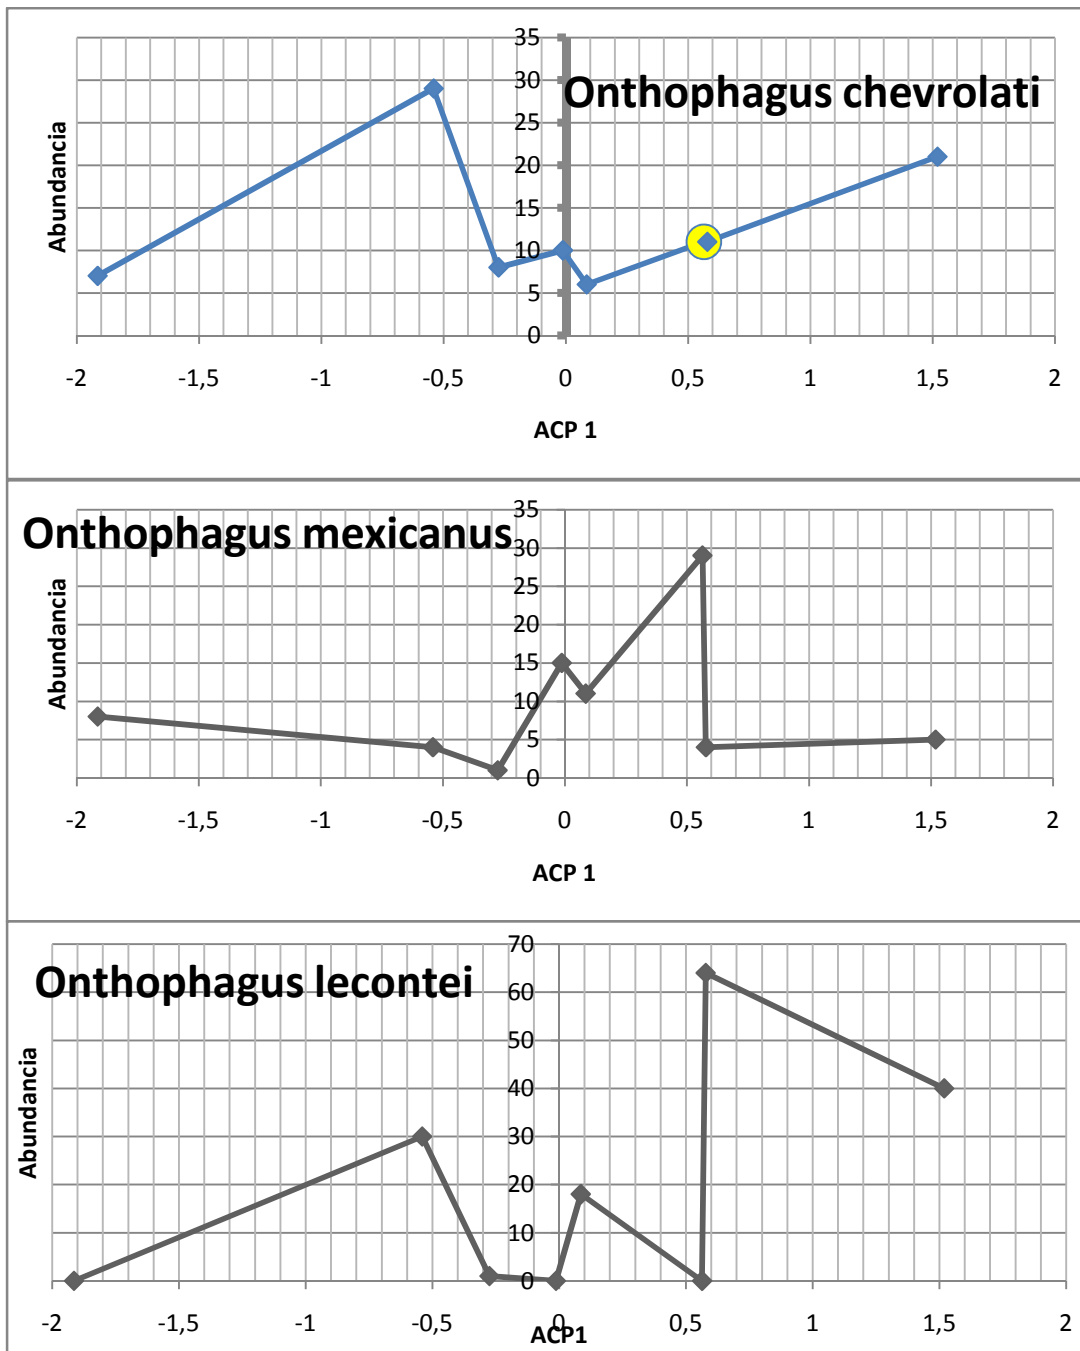 35
30
25
20
15
10
5
0
Onthophagus chevrolati
Abundancia
-2 -1,5 -1 -0,5 0 0,5 1 1,5 2
ACP 1
35
30
25
20
15
10
5
0
Onthophagus mexicanus
Abundancia
-2 -1,5 -1 -0,5 0 0,5 1 1,5 2
ACP 1
70
60
50
40
30
20
10
0
Onthophagus lecontei
Abundancia
-2 -1,5 -1 -0,5 0 0,5 1 1,5 2
ACP1